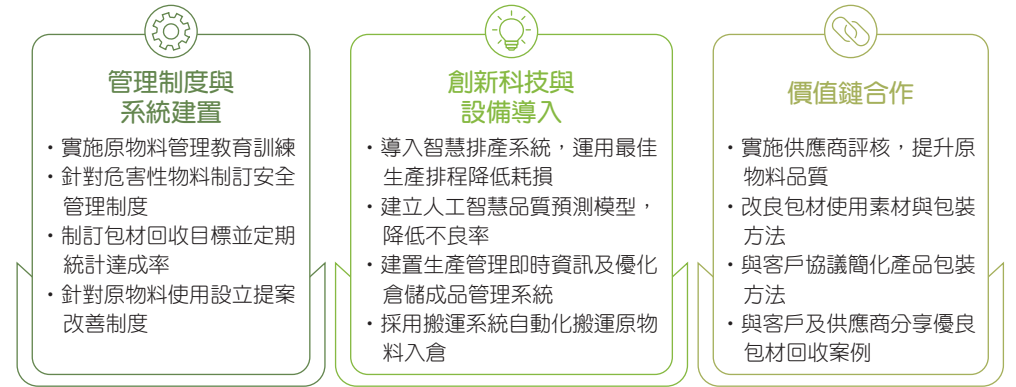 管理制度與
系統建置
・實施原物料管理教育訓練
・針對危害性物料制訂安全
管理制度
・制訂包材回收目標並定期
統計達成率
・針對原物料使用設立提案
改善制度
創新科技與
設備導入
・導入智慧排產系統，運用最佳
生產排程降低耗損
・建立人工智慧品質預測模型，
降低不良率
・建置生產管理即時資訊及優化
倉儲成品管理系統
・採用搬運系統自動化搬運原物
料入倉
價值鏈合作
・實施供應商評核，提升原
物料品質
・改良包材使用素材與包裝
方法
・與客戶協議簡化產品包裝
方法
・與客戶及供應商分享優良
包材回收案例